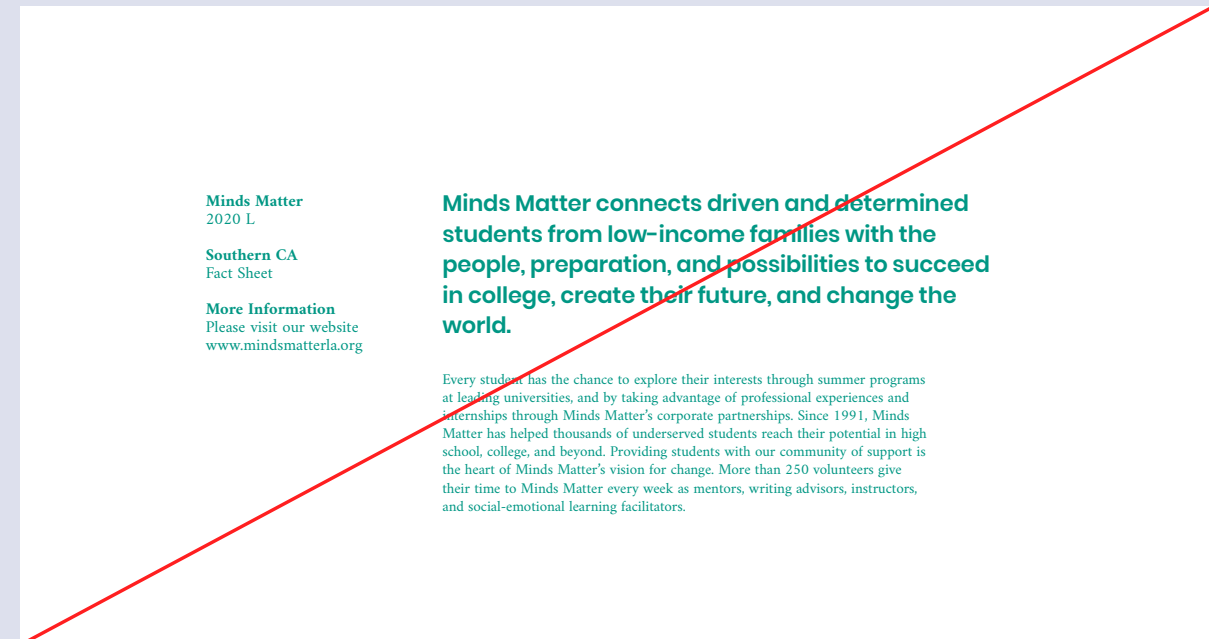 Minds Matter
2020 L
Southern CA
Fact Sheet
More Information
Please visit our website
www.mindsmatterla.org
Minds Matter connects driven and determined
students from low-income families with the
people, preparation, and possibilities to succeed
in college, create their future, and change the
world.
Every student has the chance to explore their interests through summer programs
at leading universities, and by taking advantage of professional experiences and
internships through Minds Matter’s corporate partnerships. Since 1991, Minds
Matter has helped thousands of underserved students reach their potential in high
school, college, and beyond. Providing students with our community of support is
the heart of Minds Matter’s vision for change. More than 250 volunteers give
their time to Minds Matter every week as mentors, writing advisors, instructors,
and social-emotional learning facilitators.